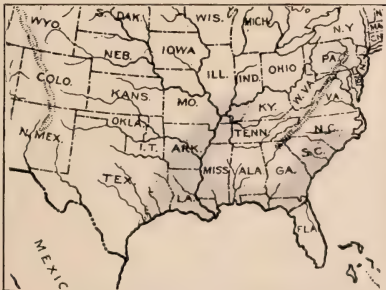 WYO.
S. DAK.
WIS.
MICH.
N.Y.
NEB.
IOWA
PA.
COLO.
KANS.
MO.
ILL.
IND.
OHIO
W. VA.
VA.
KY.
N. MEX.
OKLA.
I.T.
ARK.
TENN.
N.C.
S.C.
TEX.
LA.
MISS.
ALA.
GA.
FLA.
MEXIC